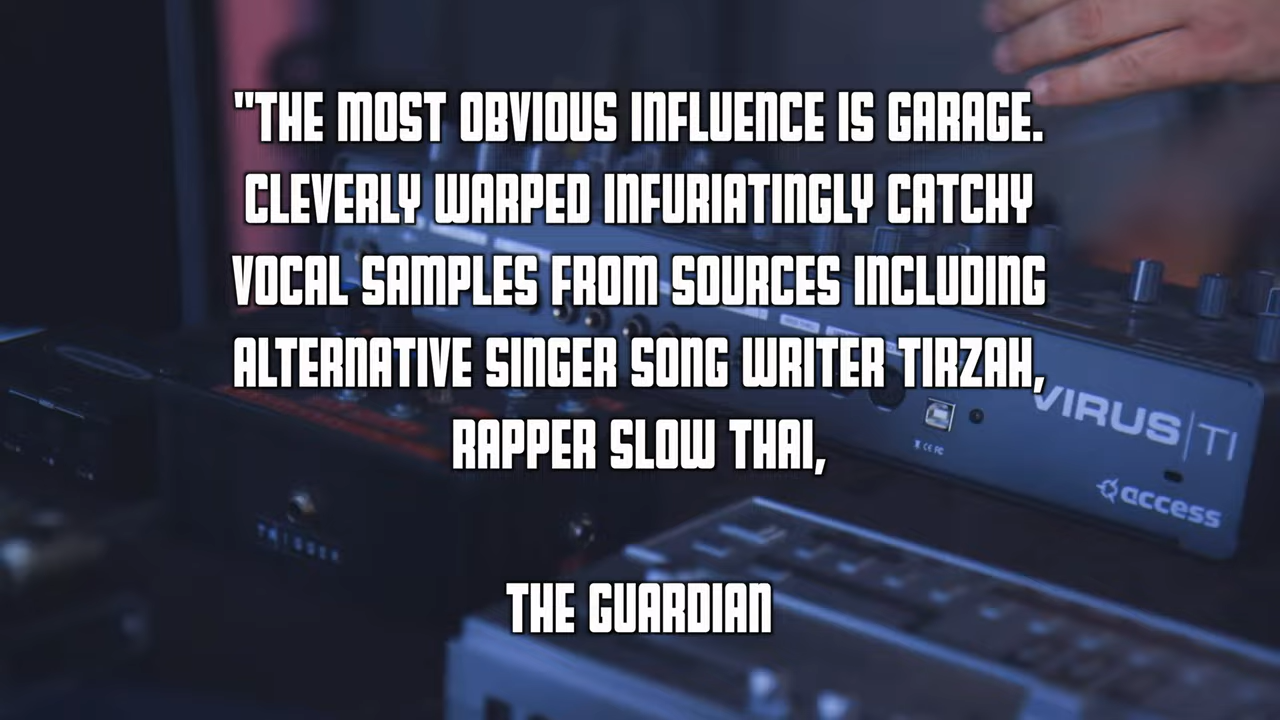 "THE MOST OBVIOUS INFLUENCE IS GARAGE.
CLEVERLY WARPED INFURIATINGLY CATCHY
VOCAL SAMPLES FROM SOURCES INCLUDING
ALTERNATIVE SINGER SONG WRITER TIRZAH,
RAPPER SLOW THAI,
THE GUARDIAN
VIRUS|TI
access
TRIGGER